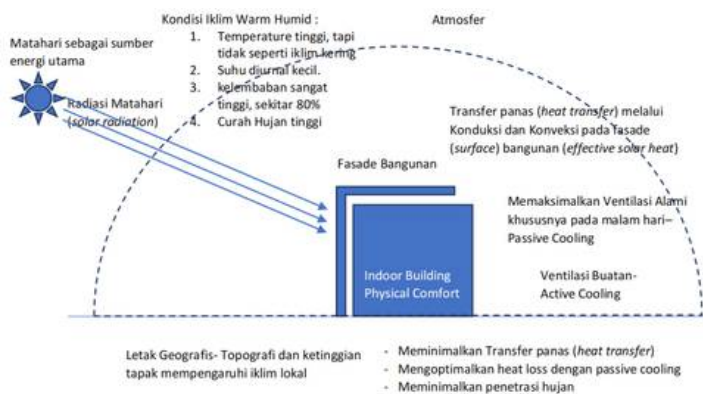 Kondisi Iklim Warm Humid :
1. Temperature tinggi, tapi
tidak seperti iklim kering
2. Suhu diurnal kecil.
3. kelembaban sangat
tinggi, sekitar 80%
4. Curah Hujan tinggi
Atmosfer
Matahari sebagai sumber
energi utama
Radiasi Matahari
(solar radiation)
Transfer panas (heat transfer) melalui
Konduksi dan Konveksi pada fasade
(surface) bangunan (effective solar heat)
Fasade Bangunan
Memaksimalkan Ventilasi Alami
khususnya pada malam hari–
Passive Cooling
Indoor Building
Physical Comfort
Ventilasi Buatan-
Active Cooling
Letak Geografis- Topografi dan ketinggian
tapak mempengaruhi iklim lokal
- Meminimalkan Transfer panas (heat transfer)
- Mengoptimalkan heat loss dengan passive cooling
- Meminimalkan penetrasi hujan